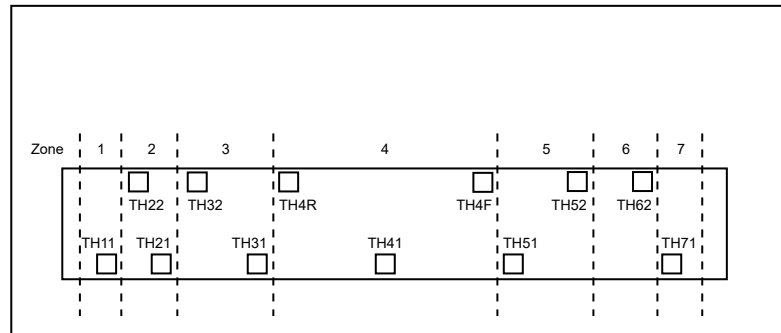 Zone 1 2 3 4 5 6 7
TH22 TH32 TH4R TH4F TH52 TH62
TH11 TH21 TH31 TH41 TH51 TH71